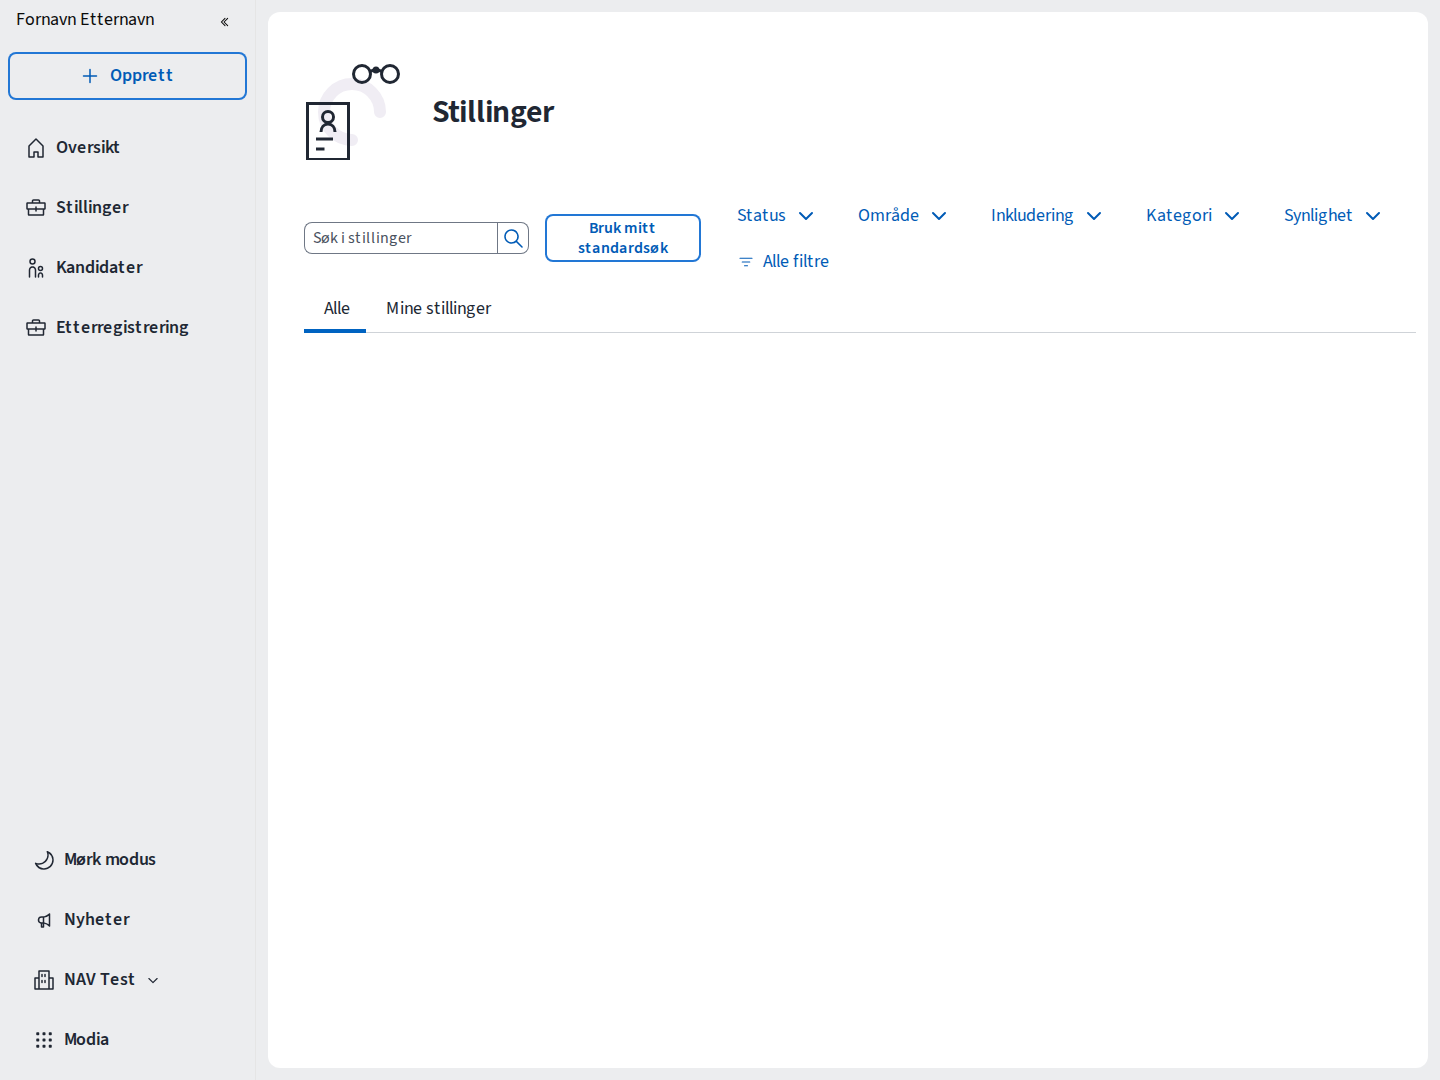 Fornavn Etternavn
Opprett
Oversikt
Stillinger
Kandidater
Etterregistrering
Mørk modus
Nyheter
NAV Test
Modia
Stillinger
Søk i stillinger
Bruk mitt
standardsøk
Status
Område
Inkludering
Kategori
Synlighet
Alle filtre
Alle
Mine stillinger